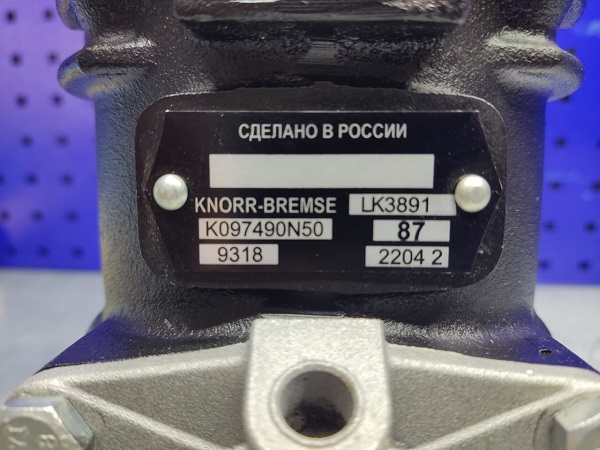 СДЕЛАНО В РОССИИ
KNORR-BREMSE LK3891
K097490N50 87
9318 2204 2